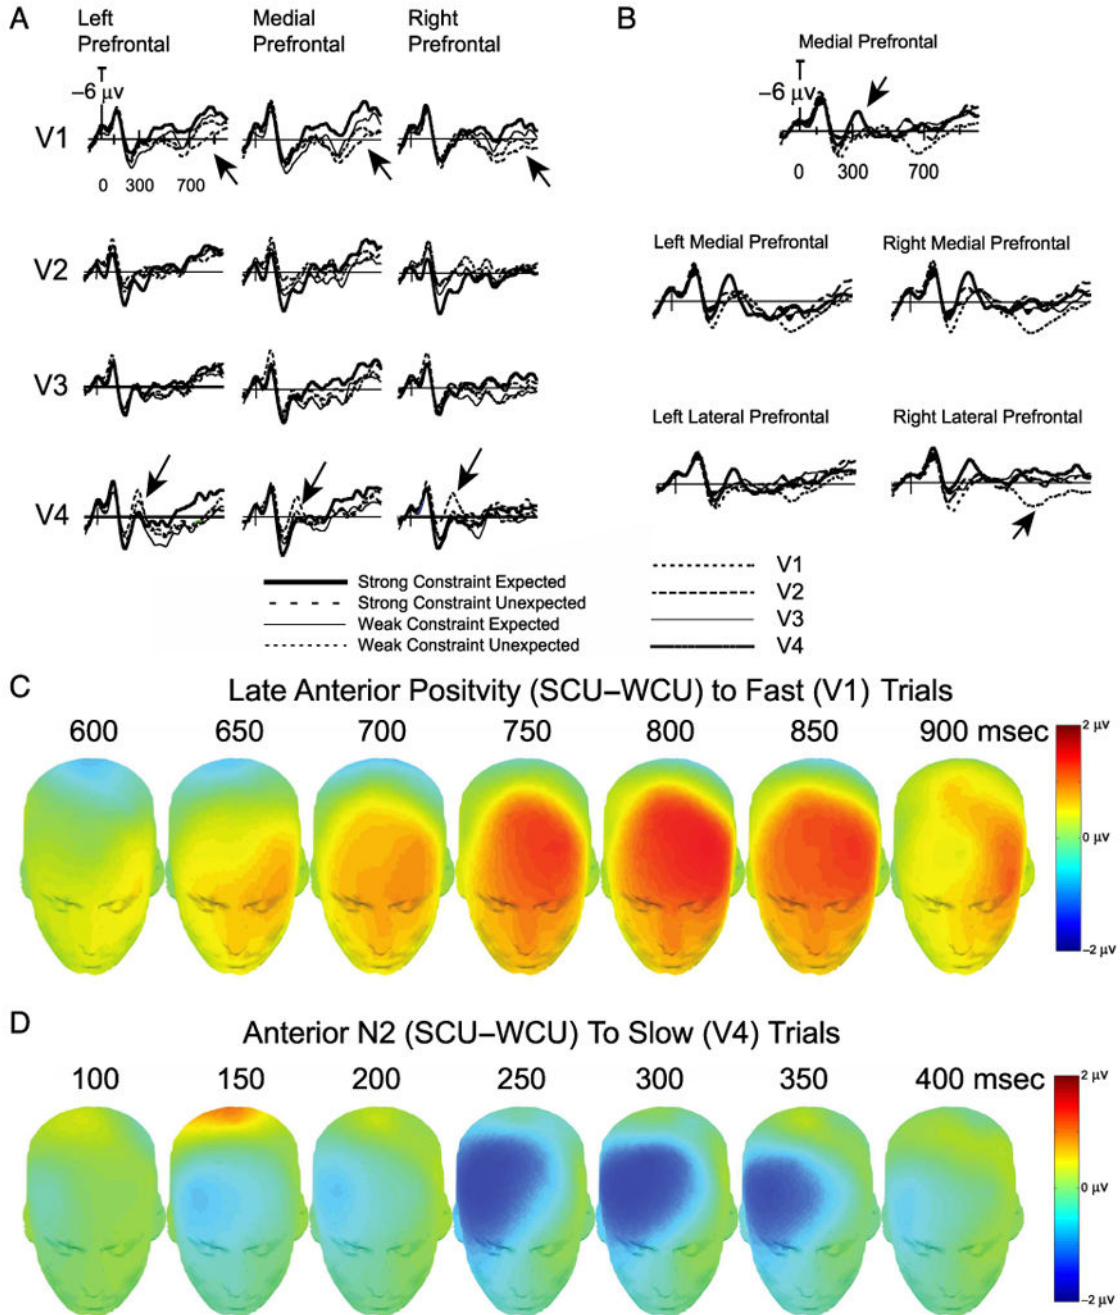 A
Left
Prefrontal
Medial
Prefrontal
Right
Prefrontal
–6 μv
V1
0 300 700
V2
V3
V4
Strong Constraint Expected
Strong Constraint Unexpected
Weak Constraint Expected
Weak Constraint Unexpected
B
Medial Prefrontal
–6 μv
0 300 700
Left Medial Prefrontal
Right Medial Prefrontal
Left Lateral Prefrontal
Right Lateral Prefrontal
V1
V2
V3
V4
C
Late Anterior Positvity (SCU–WCU) to Fast (V1) Trials
600 650 700 750 800 850 900 msec
2 μV
0 μV
–2 μV
D
Anterior N2 (SCU–WCU) To Slow (V4) Trials
100 150 200 250 300 350 400 msec
2 μV
0 μV
–2 μV